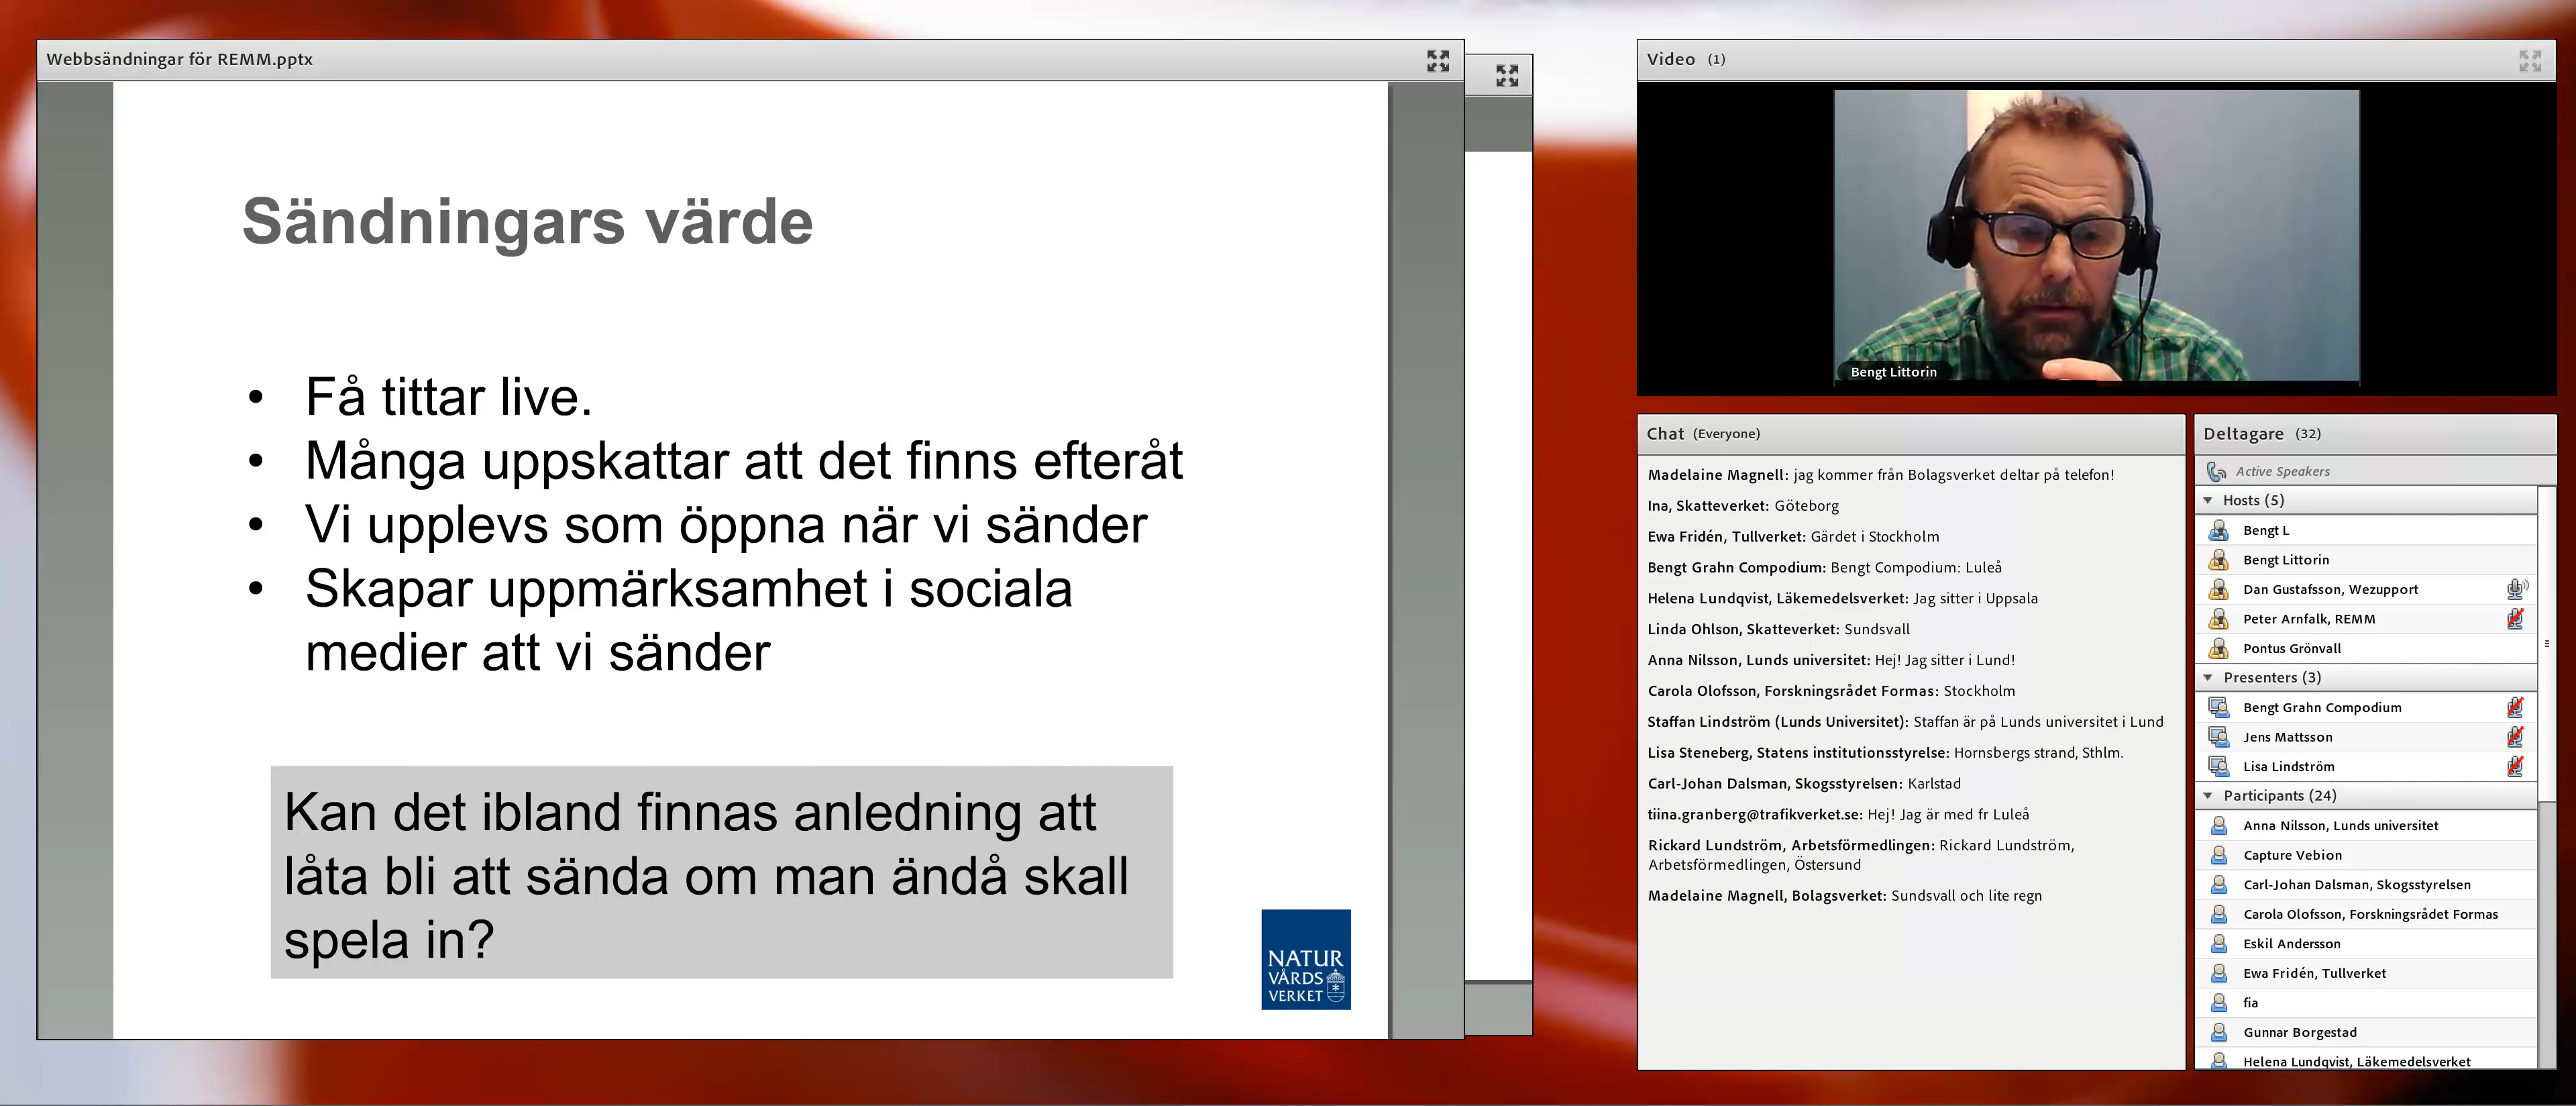 Webbsändningar för REMM.pptx
Sändningars värde
• Få tittar live.
• Många uppskattar att det finns efteråt
• Vi upplevs som öppna när vi sänder
• Skapar uppmärksamhet i sociala
medier att vi sänder
Kan det ibland finnas anledning att
låta bli att sända om man ändå skall
spela in?
NATUR
VÅRDS
VERKET
Video (1)
Bengt Littorin
Chat (Everyone)
Madelaine Magnell: jag kommer från Bolagsverket deltar på telefon!
Ina, Skatteverket: Göteborg
Ewa Fridén, Tullverket: Gärdet i Stockholm
Bengt Grahn Compodium: Bengt Compodium: Luleå
Helena Lundqvist, Läkemedelsverket: Jag sitter i Uppsala
Linda Ohlson, Skatteverket: Sundsvall
Anna Nilsson, Lunds universitet: Hej! Jag sitter i Lund!
Carola Olofsson, Forskningsrådet Formas: Stockholm
Staffan Lindström (Lunds Universitet): Staffan är på Lunds universitet i Lund
Lisa Steneberg, Statens institutionsstyrelse: Hornsbergs strand, Sthlm.
Carl-Johan Dalsman, Skogsstyrelsen: Karlstad
tiina.granberg@trafikverket.se: Hej! Jag är med fr Luleå
Rickard Lundström, Arbetsförmedlingen: Rickard Lundström,
Arbetsförmedlingen, Östersund
Madelaine Magnell, Bolagsverket: Sundsvall och lite regn
Deltagare (32)
Active Speakers
Hosts (5)
Bengt L
Bengt Littorin
Dan Gustafsson, Wezupport
Peter Arnfalk, REMM
Pontus Grönvall
Presenters (3)
Bengt Grahn Compodium
Jens Mattsson
Lisa Lindström
Participants (24)
Anna Nilsson, Lunds universitet
Capture Vebion
Carl-Johan Dalsman, Skogsstyrelsen
Carola Olofsson, Forskningsrådet Formas
Eskil Andersson
Ewa Fridén, Tullverket
fia
Gunnar Borgestad
Helena Lundqvist, Läkemedelsverket